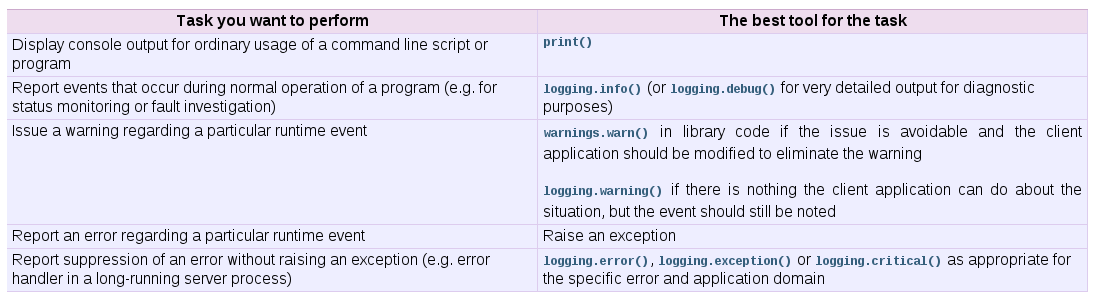 Task you want to perform
The best tool for the task
Display console output for ordinary usage of a command line script or
program
print()
Report events that occur during normal operation of a program (e.g. for
status monitoring or fault investigation)
logging.info() (or logging.debug() for very detailed output for diagnostic
purposes)
Issue a warning regarding a particular runtime event
warnings.warn() in library code if the issue is avoidable and the client
application should be modified to eliminate the warning
logging.warning() if there is nothing the client application can do about the
situation, but the event should still be noted
Report an error regarding a particular runtime event
Raise an exception
Report suppression of an error without raising an exception (e.g. error
handler in a long-running server process)
logging.error(), logging.exception() or logging.critical() as appropriate for
the specific error and application domain